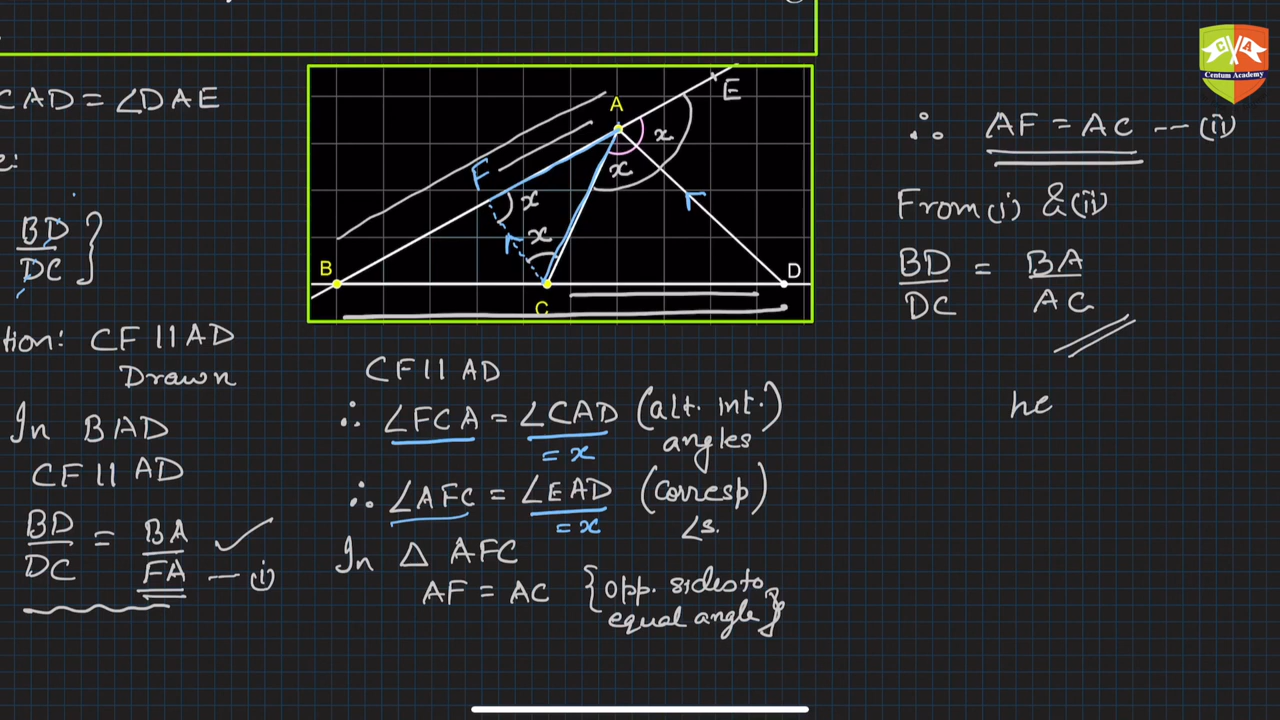 CAD = ∠DAE
BD
DC }
tion: CF || AD
Drawn
In BAD
CF || AD
BD/DC = BA/FA -- (i)
A
E
F
x
x
x
x
B
C
D
CF || AD
∴ ∠FCA = ∠CAD (alt. int. angles)
= x
∴ ∠AFC = ∠EAD (Corresp) ∠s.
= x
In △ AFC
AF = AC {opp. sides to equal angle}
C A
Centum Academy
∴ AF = AC -- (ii)
From (i) & (ii)
BD/DC = BA/AC
he